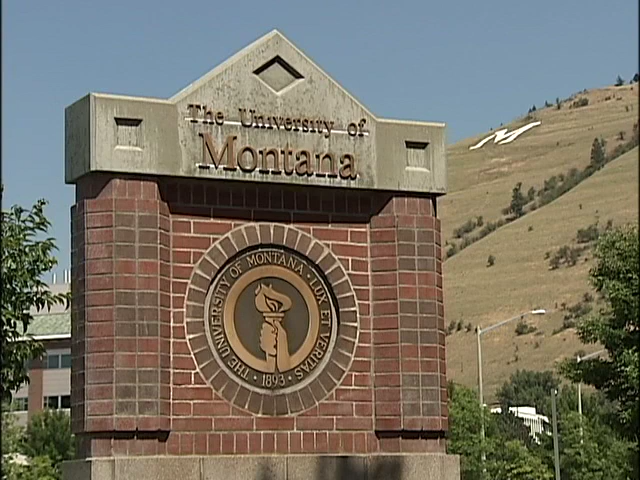 The University of
Montana
THE UNIVERSITY OF MONTANA · LUX ET VERITAS
· 1893 ·
M